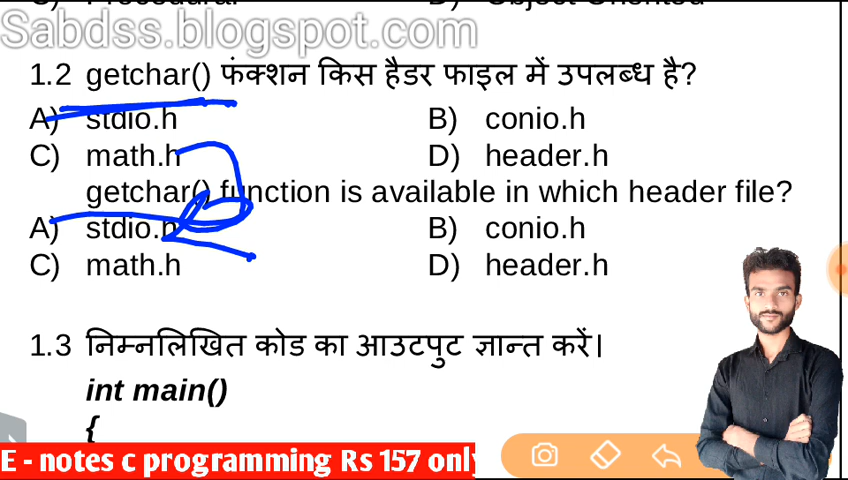 Sabdss.blogspot.com
1.2 getchar() फंक्शन किस हैडर फाइल में उपलब्ध है?
A) stdio.h B) conio.h
C) math.h D) header.h
getchar() function is available in which header file?
A) stdio.h B) conio.h
C) math.h D) header.h
1.3 निम्नलिखित कोड का आउटपुट ज्ञान्त करें।
int main()
{
E - notes c programming Rs 157 only